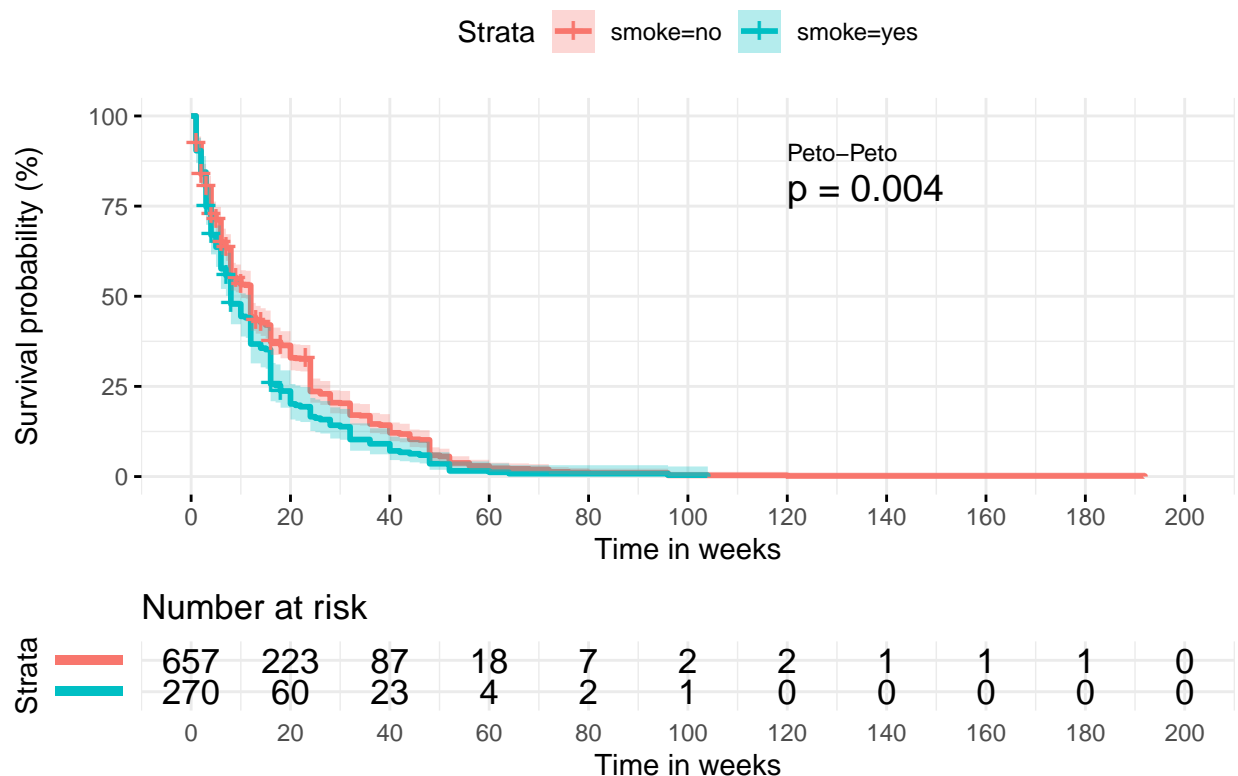 Strata smoke=no smoke=yes
Survival probability (%)
100
75
50
25
0
Peto−Peto
p = 0.004
0 20 40 60 80 100 120 140 160 180 200
Time in weeks
Number at risk
Strata
657 223 87 18 7 2 2 1 1 1 0
270 60 23 4 2 1 0 0 0 0 0
0 20 40 60 80 100 120 140 160 180 200
Time in weeks